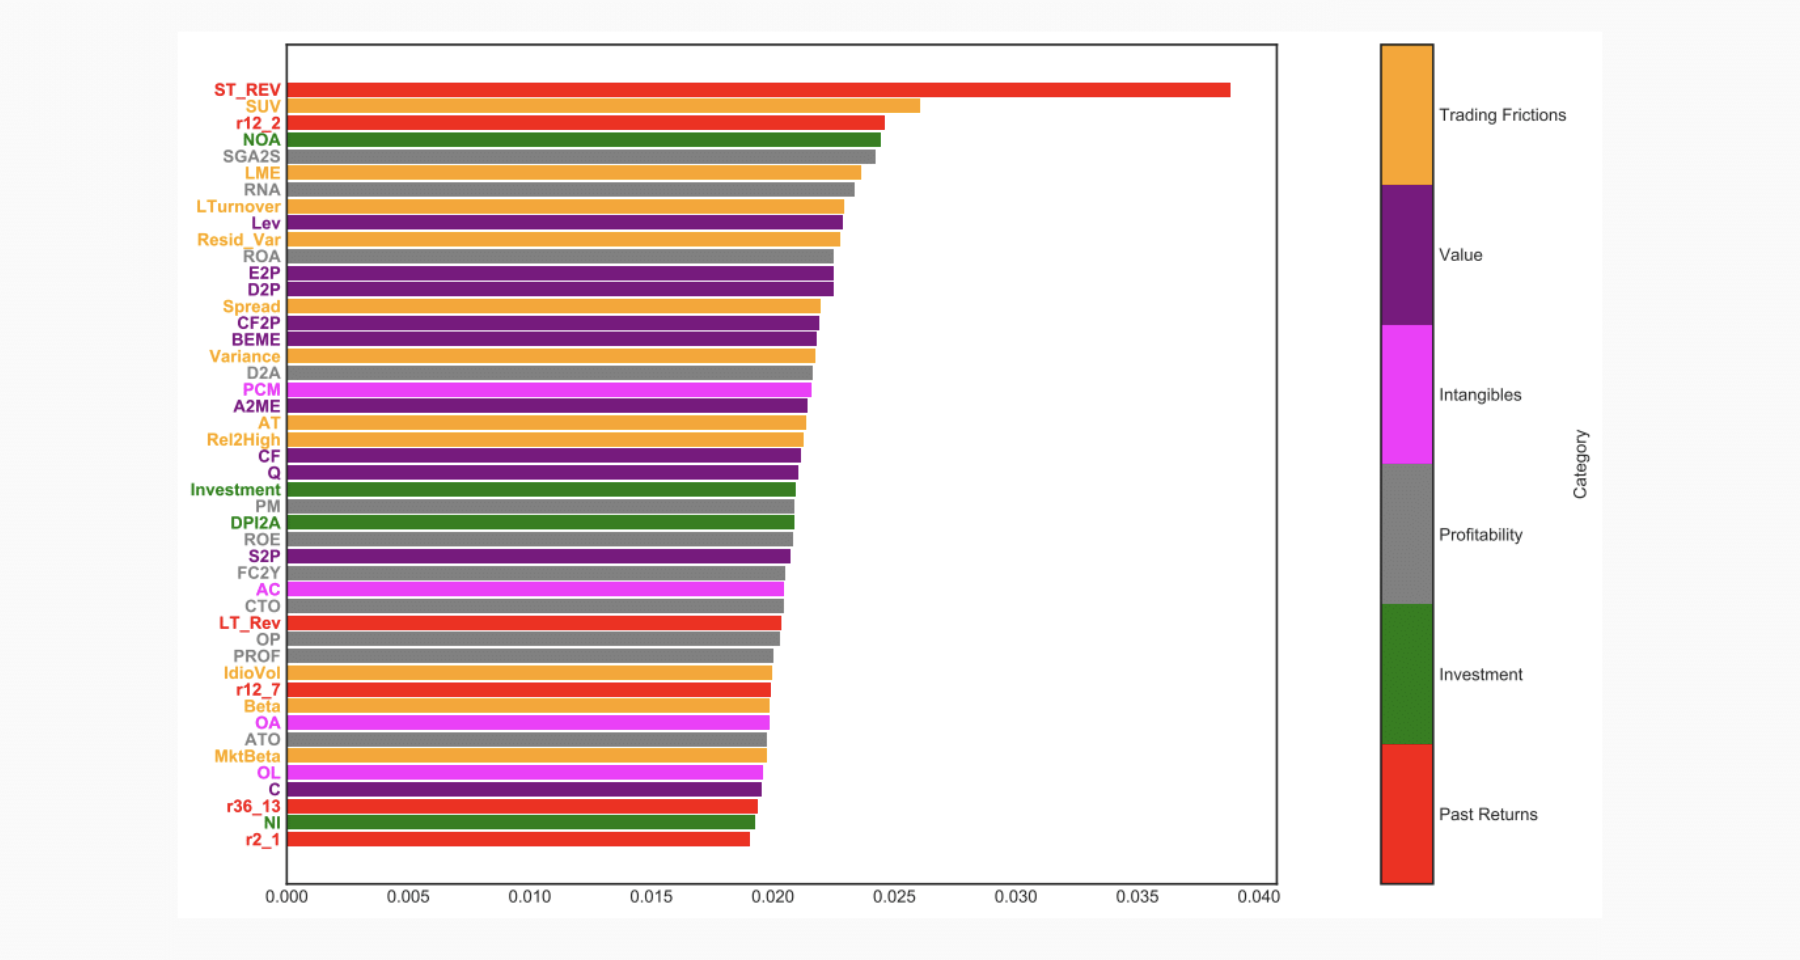 ST_REV
SUV
r12_2
NOA
SGA2S
LME
RNA
LTurnover
Lev
Resid_Var
ROA
E2P
D2P
Spread
CF2P
BEME
Variance
D2A
PCM
A2ME
AT
Rel2High
CF
Q
Investment
PM
DPI2A
ROE
S2P
FC2Y
AC
CTO
LT_Rev
OP
PROF
IdioVol
r12_7
Beta
OA
ATO
MktBeta
OL
C
r36_13
NI
r2_1
0.000 0.005 0.010 0.015 0.020 0.025 0.030 0.035 0.040
Trading Frictions
Value
Intangibles
Profitability
Investment
Past Returns
Category